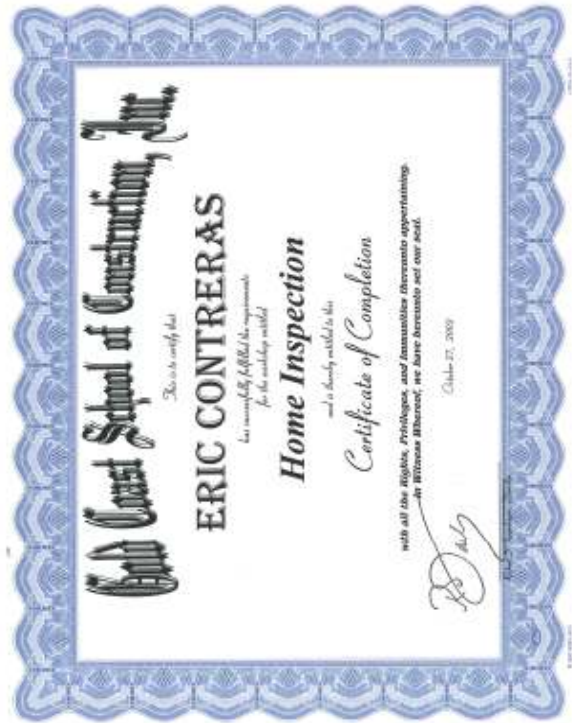 Gold Coast School of Construction, Inc.
This is to certify that
ERIC CONTRERAS
has successfully fulfilled the requirements
for the workshop entitled
Home Inspection
and is thereby entitled to this
Certificate of Completion
with all the Rights, Privileges, and Immunities thereunto appertaining.
In Witness Whereof, we have hereunto set our seal.